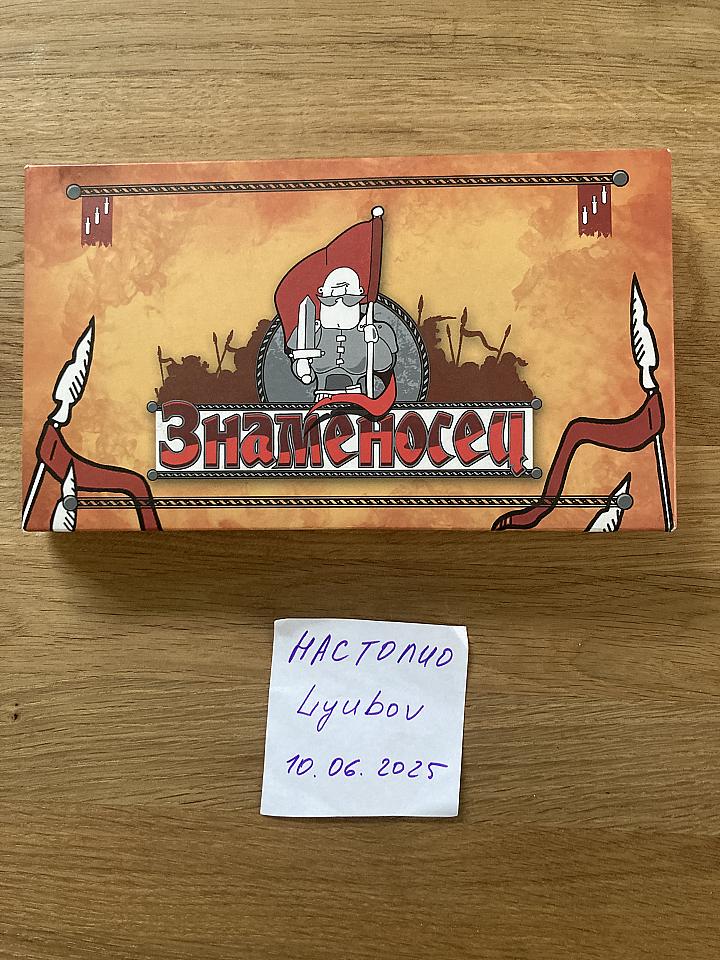 Знаменосец
НАСТОЛИО
Lyubov
10.06.2025